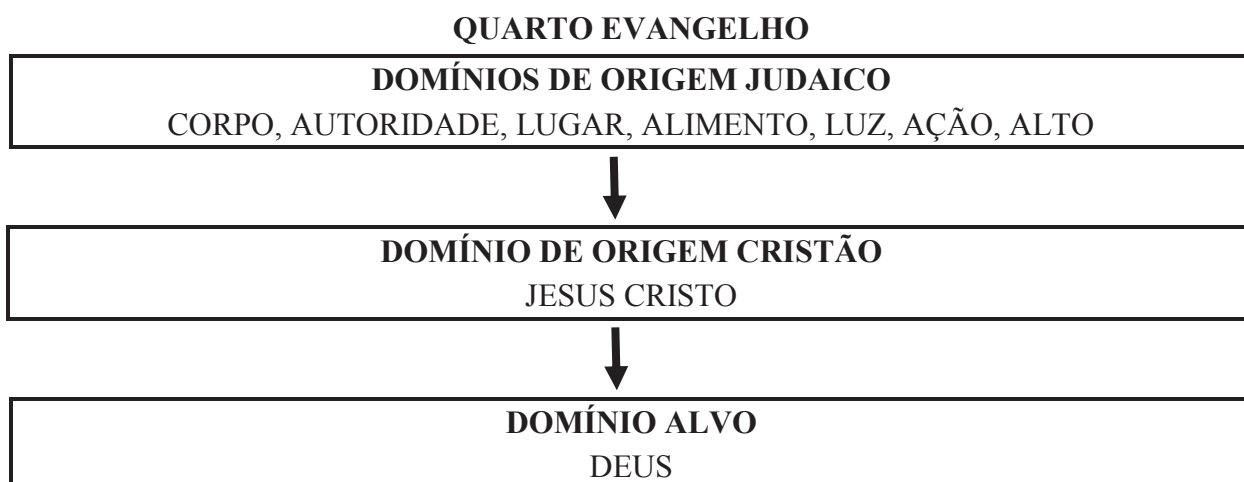 QUARTO EVANGELHO
DOMÍNIOS DE ORIGEM JUDAICO
CORPO, AUTORIDADE, LUGAR, ALIMENTO, LUZ, AÇÃO, ALTO
DOMÍNIO DE ORIGEM CRISTÃO
JESUS CRISTO
DOMÍNIO ALVO
DEUS